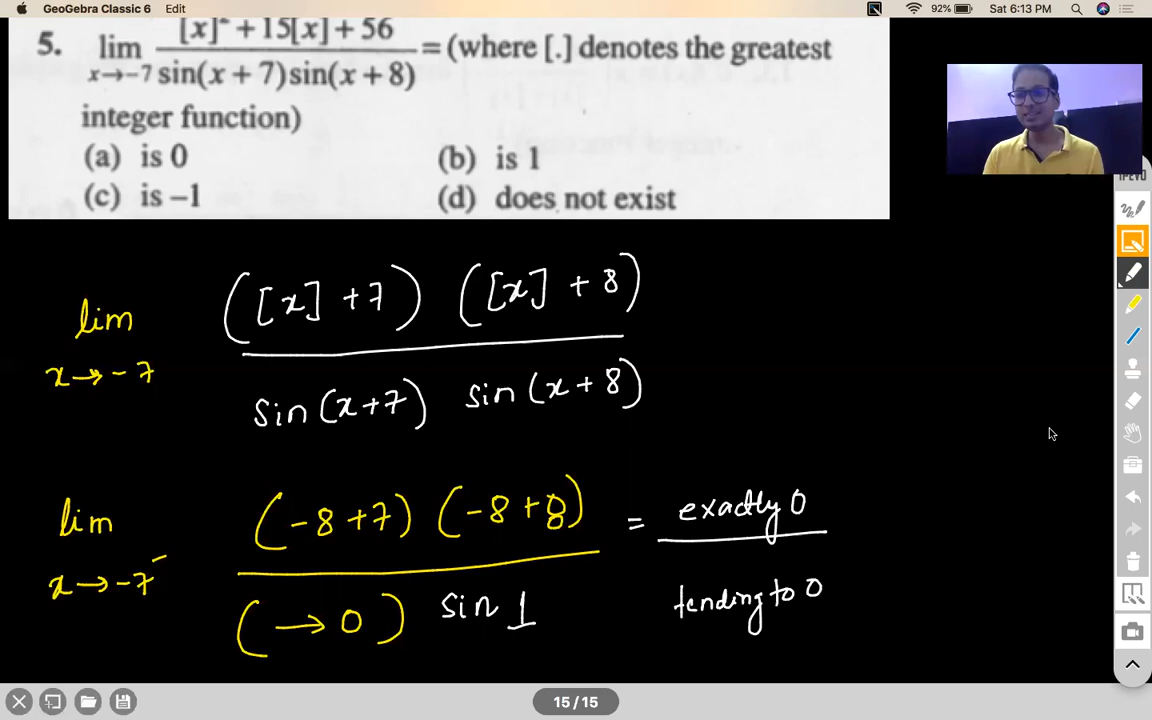 GeoGebra Classic 6 Edit 92% Sat 6:13 PM
5. lim x→-7 [x]² + 15[x] + 56 / sin(x + 7) sin(x + 8) = (where [.] denotes the greatest
integer function)
(a) is 0 (b) is 1
(c) is -1 (d) does not exist
IPEVO
lim x→-7 ([x] + 7) ([x] + 8) / sin(x+7) sin(x+8)
lim x→-7⁻ (-8+7) (-8+8) / (→0) sin 1 = exactly 0 / tending to 0
15/15